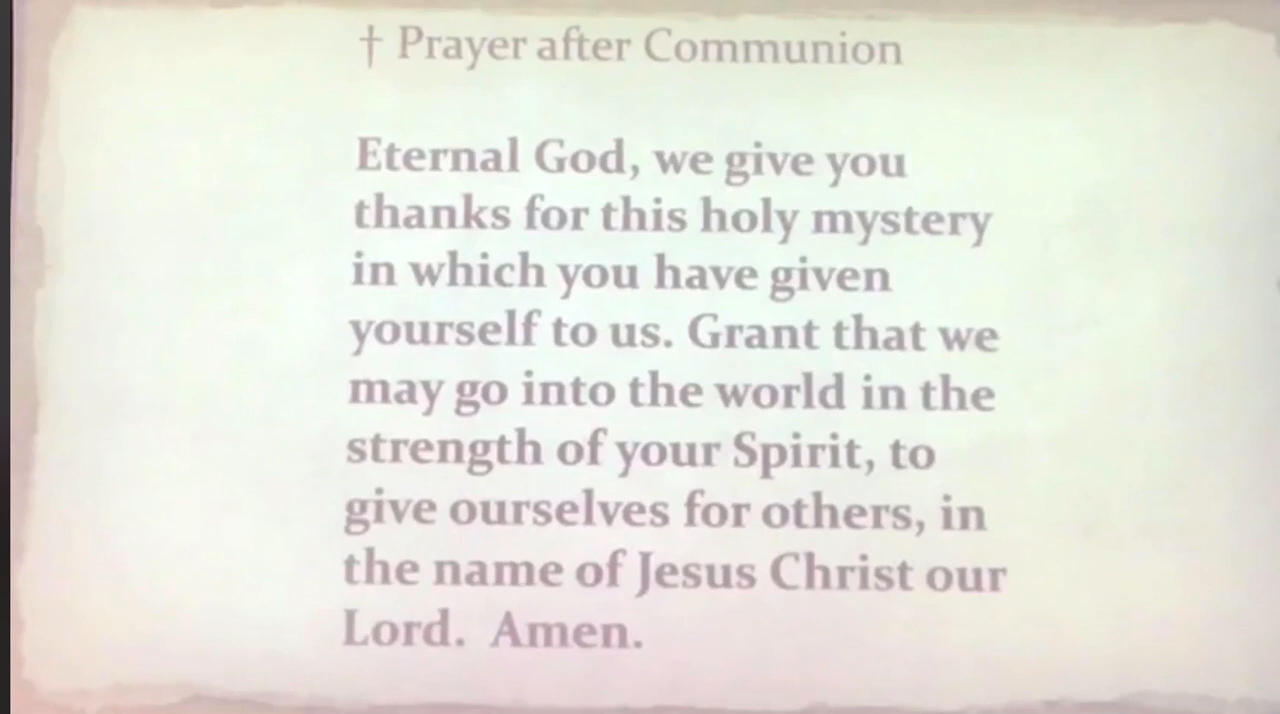 † Prayer after Communion
Eternal God, we give you
thanks for this holy mystery
in which you have given
yourself to us. Grant that we
may go into the world in the
strength of your Spirit, to
give ourselves for others, in
the name of Jesus Christ our
Lord. Amen.